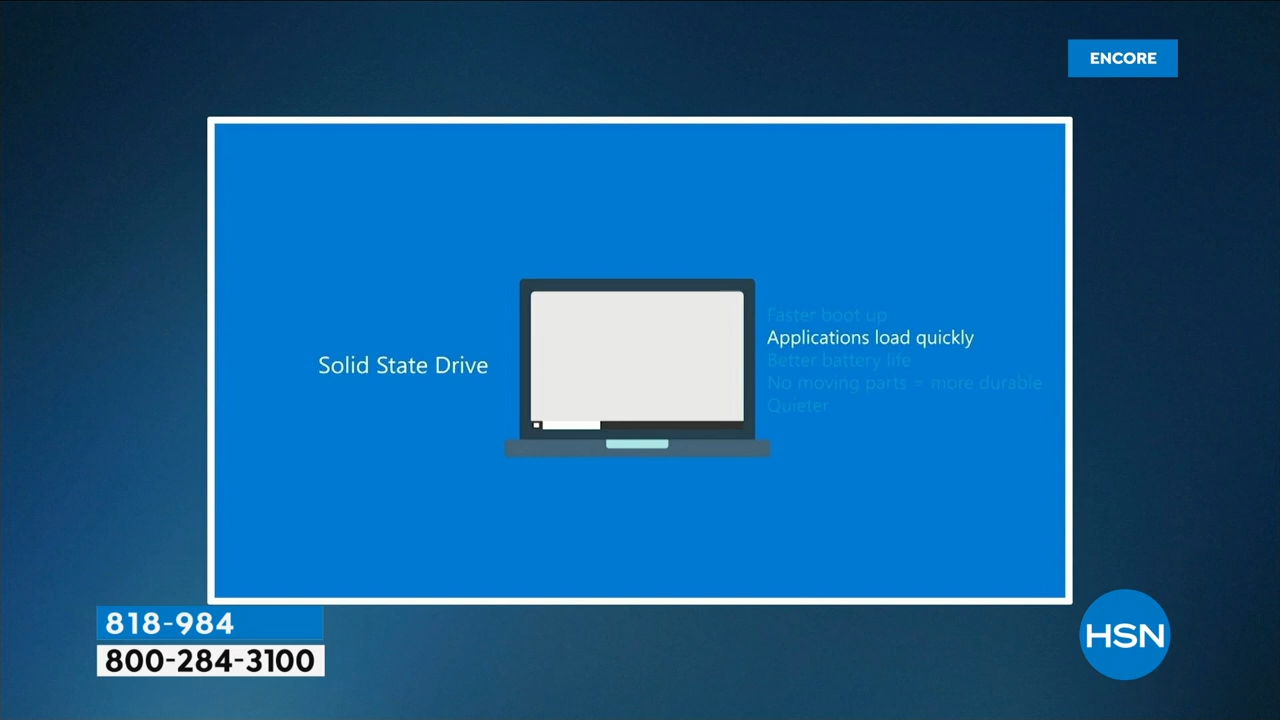 ENCORE
Faster boot up
Applications load quickly
Better battery life
No moving parts = more durable
Quieter
Solid State Drive
818-984
800-284-3100
HSN